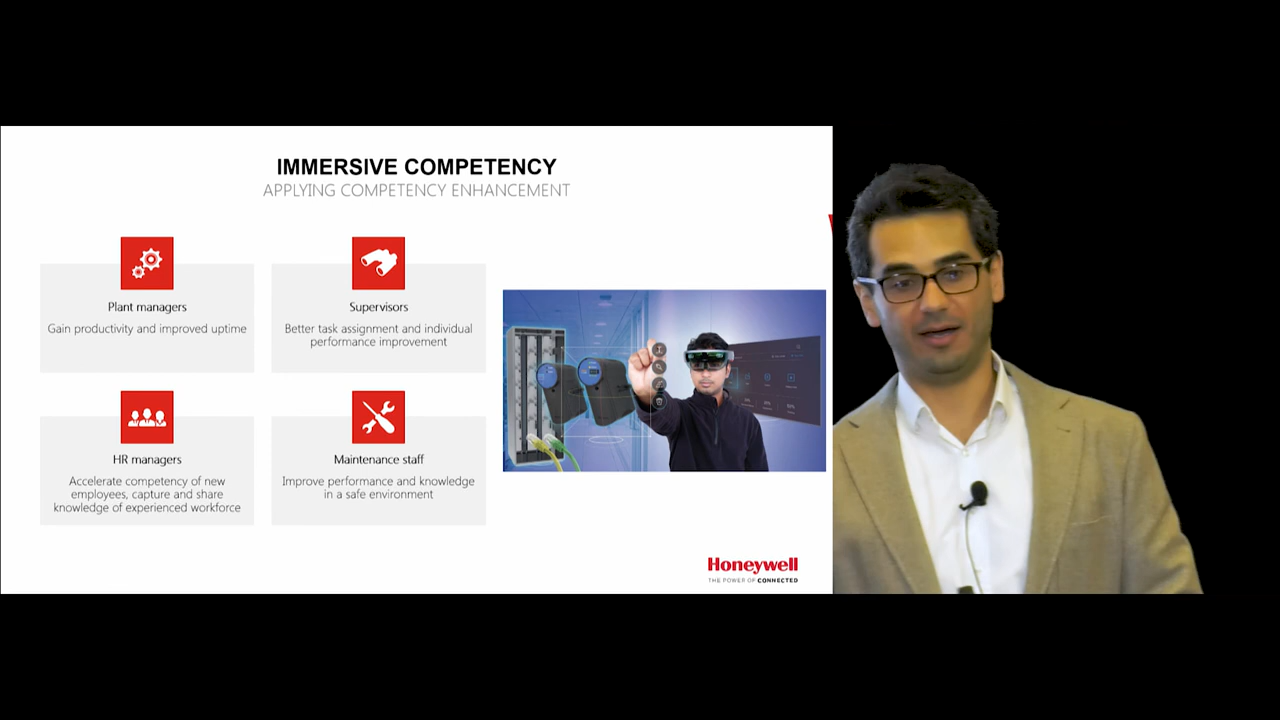 IMMERSIVE COMPETENCY
APPLYING COMPETENCY ENHANCEMENT
Plant managers
Gain productivity and improved uptime
Supervisors
Better task assignment and individual
performance improvement
HR managers
Accelerate competency of new
employees, capture and share
knowledge of experienced workforce
Maintenance staff
Improve performance and knowledge
in a safe environment
Honeywell
THE POWER OF CONNECTED